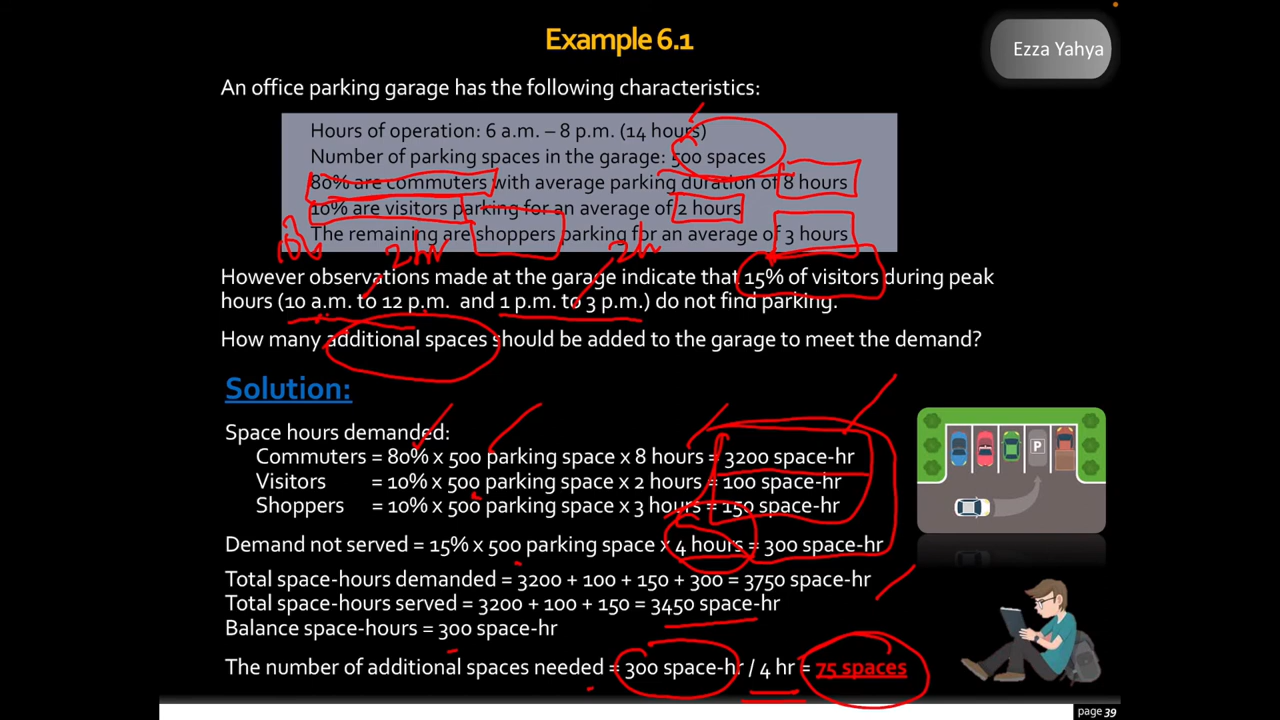 Example 6.1
Ezza Yahya
An office parking garage has the following characteristics:
Hours of operation: 6 a.m. – 8 p.m. (14 hours)
Number of parking spaces in the garage: 500 spaces
80% are commuters with average parking duration of 8 hours
10% are visitors parking for an average of 2 hours
The remaining are shoppers parking for an average of 3 hours
10%
2hr
2h
However observations made at the garage indicate that 15% of visitors during peak
hours (10 a.m. to 12 p.m. and 1 p.m. to 3 p.m.) do not find parking.
How many additional spaces should be added to the garage to meet the demand?
Solution:
Space hours demanded:
Commuters = 80% x 500 parking space x 8 hours = 3200 space-hr
Visitors = 10% x 500 parking space x 2 hours = 100 space-hr
Shoppers = 10% x 500 parking space x 3 hours = 150 space-hr
P
Demand not served = 15% x 500 parking space x 4 hours = 300 space-hr
Total space-hours demanded = 3200 + 100 + 150 + 300 = 3750 space-hr
Total space-hours served = 3200 + 100 + 150 = 3450 space-hr
Balance space-hours = 300 space-hr
The number of additional spaces needed = 300 space-hr / 4 hr = 75 spaces
page 39